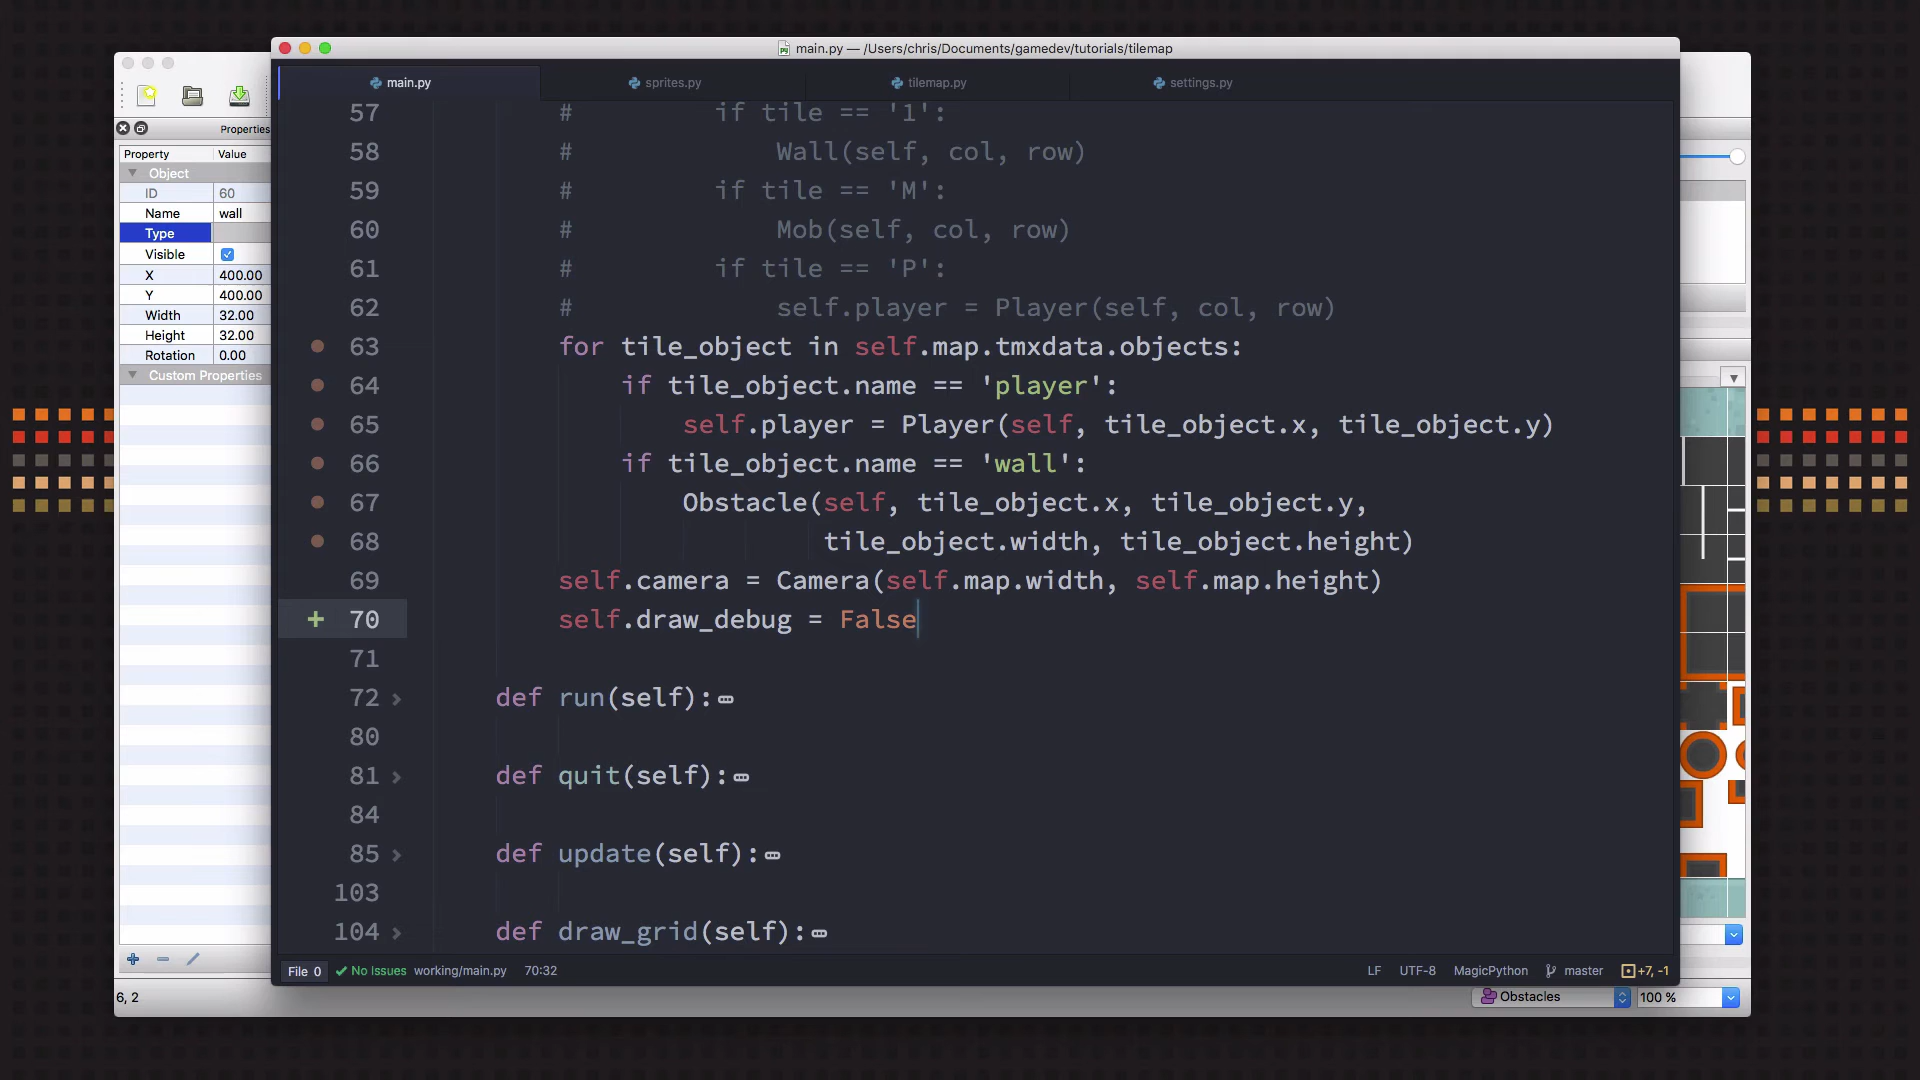 main.py — /Users/chris/Documents/gamedev/tutorials/tilemap
main.py
sprites.py
tilemap.py
settings.py
Properties
Property Value
Object
ID 60
Name wall
Type
Visible
X 400.00
Y 400.00
Width 32.00
Height 32.00
Rotation 0.00
Custom Properties
57 # if tile == '1':
58 # Wall(self, col, row)
59 # if tile == 'M':
60 # Mob(self, col, row)
61 # if tile == 'P':
62 # self.player = Player(self, col, row)
63 for tile_object in self.map.tmxdata.objects:
64 if tile_object.name == 'player':
65 self.player = Player(self, tile_object.x, tile_object.y)
66 if tile_object.name == 'wall':
67 Obstacle(self, tile_object.x, tile_object.y,
68 tile_object.width, tile_object.height)
69 self.camera = Camera(self.map.width, self.map.height)
+ 70 self.draw_debug = False
71
72 def run(self):
80
81 def quit(self):
84
85 def update(self):
103
104 def draw_grid(self):
File 0 No Issues working/main.py 70:32 LF UTF-8 MagicPython master +7, -1
6, 2
Obstacles 100 %